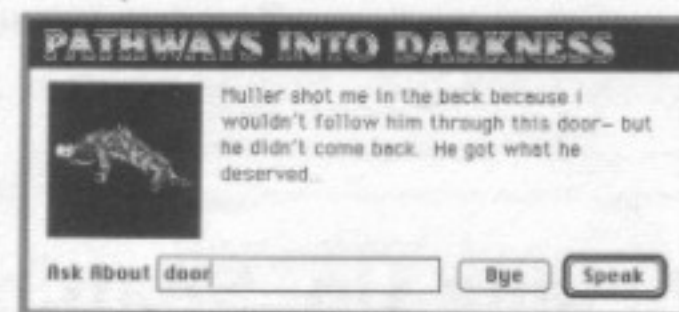 PATHWAYS INTO DARKNESS
Muller shot me in the back because I
wouldn't follow him through this door– but
he didn't come back. He got what he
deserved..
Ask About door
Bye
Speak